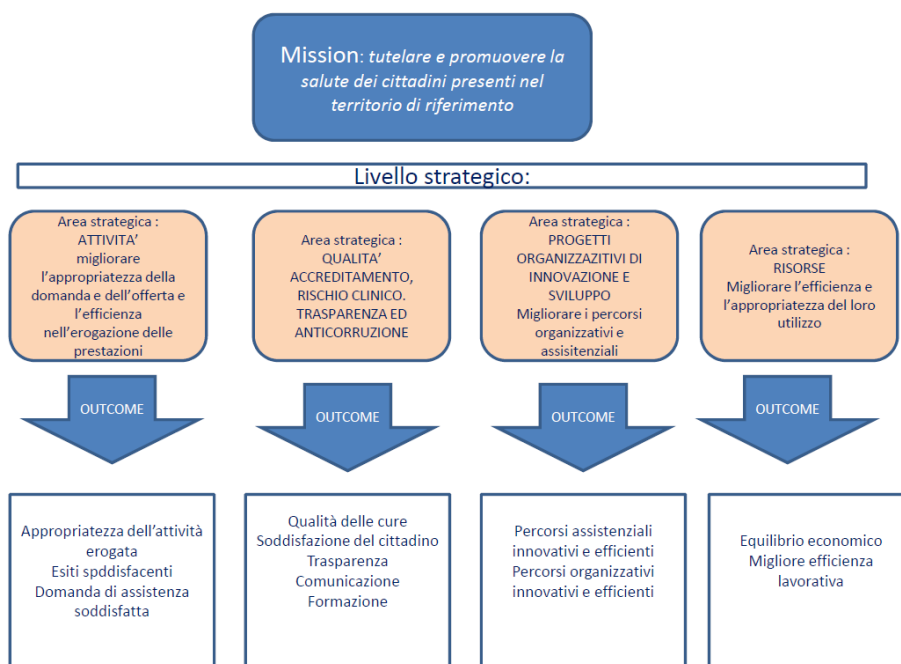 Mission: tutelare e promuovere la
salute dei cittadini presenti nel
territorio di riferimento
Livello strategico:
Area strategica :
ATTIVITA’
migliorare
l’appropriatezza della
domanda e dell’offerta e
l’efficienza
nell’erogazione delle
prestazioni
Area strategica :
QUALITA’
ACCREDITAMENTO,
RISCHIO CLINICO.
TRASPARENZA ED
ANTICORRUZIONE
Area strategica :
PROGETTI
ORGANIZZAZITIVI DI
INNOVAZIONE E
SVILUPPO
Migliorare i percorsi
organizzativi e
assisitenziali
Area strategica :
RISORSE
Migliorare l’efficienza e
l’appropriatezza del loro
utilizzo
OUTCOME
OUTCOME
OUTCOME
OUTCOME
Appropriatezza dell’attività
erogata
Esiti spddisfacenti
Domanda di assistenza
soddisfatta
Qualità delle cure
Soddisfazione del cittadino
Trasparenza
Comunicazione
Formazione
Percorsi assistenziali
innovativi e efficienti
Percorsi organizzativi
innovativi e efficienti
Equilibrio economico
Migliore efficienza
lavorativa